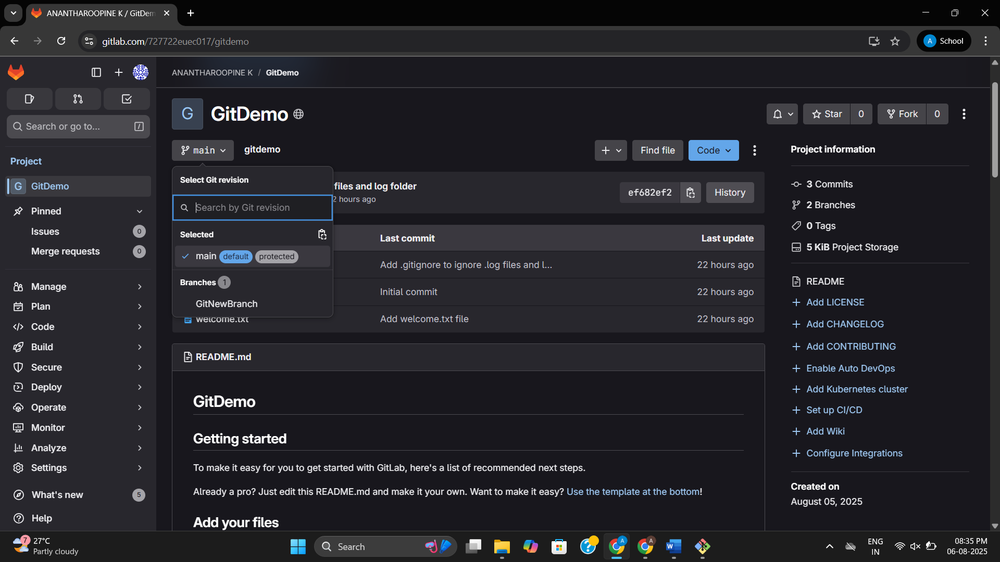 ANANTHAROOPINE K / GitDem
gitlab.com/727722euec017/gitdemo
A School
ANANTHAROOPINE K / GitDemo
Search or go to... /
Project
G GitDemo
Pinned
Issues 0
Merge requests 0
Manage
Plan
Code
Build
Secure
Deploy
Operate
Monitor
Analyze
Settings
What's new 5
Help
G GitDemo
Star 0 Fork 0
main gitdemo
Find file Code
Select Git revision
Search by Git revision
Selected
main default protected
Branches 1
GitNewBranch
files and log folder
2 hours ago
ef682ef2 History
Last commit Last update
Add .gitignore to ignore .log files and l... 22 hours ago
Initial commit 22 hours ago
welcome.txt Add welcome.txt file 22 hours ago
README.md
GitDemo
Getting started
To make it easy for you to get started with GitLab, here's a list of recommended next steps.
Already a pro? Just edit this README.md and make it your own. Want to make it easy? Use the template at the bottom!
Add your files
Project information
3 Commits
2 Branches
0 Tags
5 KiB Project Storage
README
Add LICENSE
Add CHANGELOG
Add CONTRIBUTING
Enable Auto DevOps
Add Kubernetes cluster
Set up CI/CD
Add Wiki
Configure Integrations
Created on
August 05, 2025
7 27°C
Partly cloudy
Search
A
A
W
ENG
IN
08:35 PM
06-08-2025